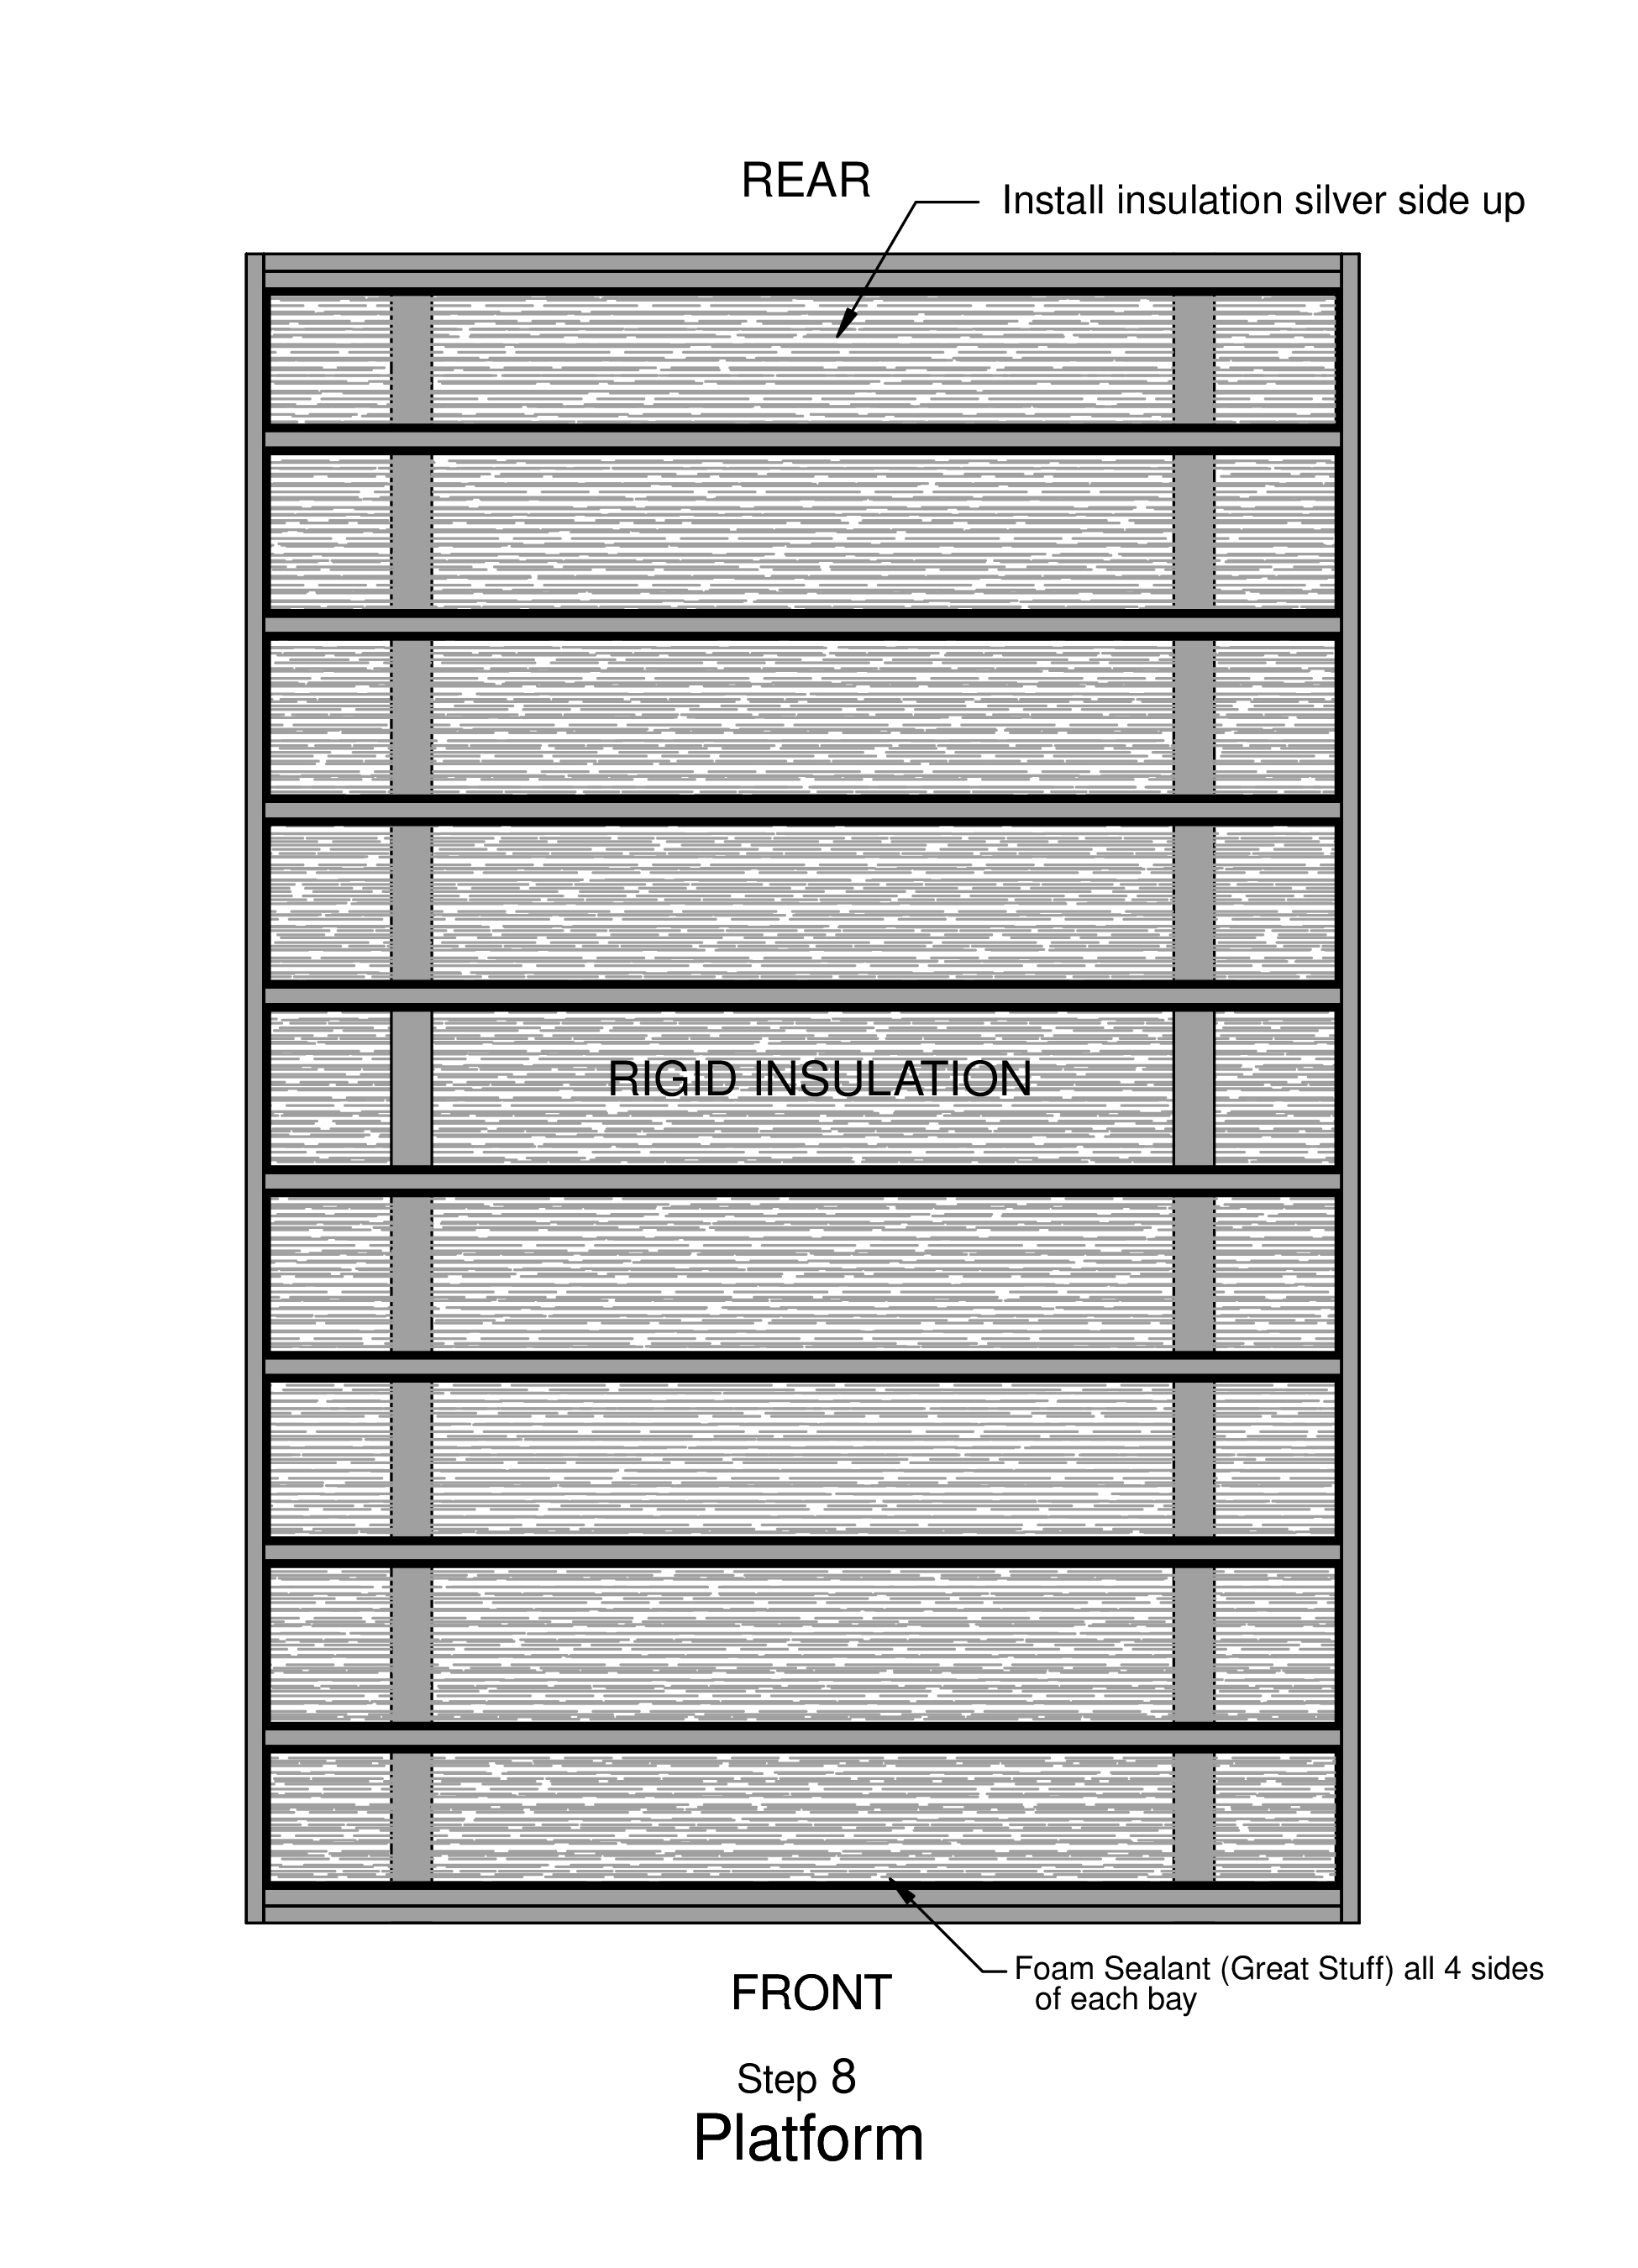 REAR
Install insulation silver side up
RIGID INSULATION
Foam Sealant (Great Stuff) all 4 sides
of each bay
FRONT
Step 8
Platform